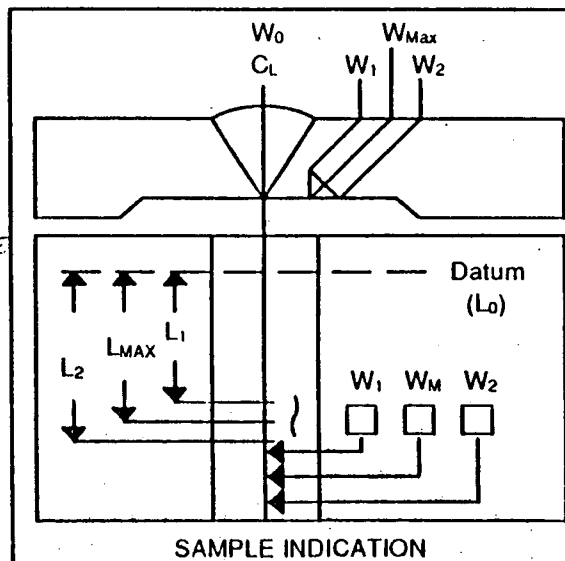 W0 WMax
CL W1 W2
Datum
(L0)
L1
LMAX
L2
W1 WM W2
SAMPLE INDICATION